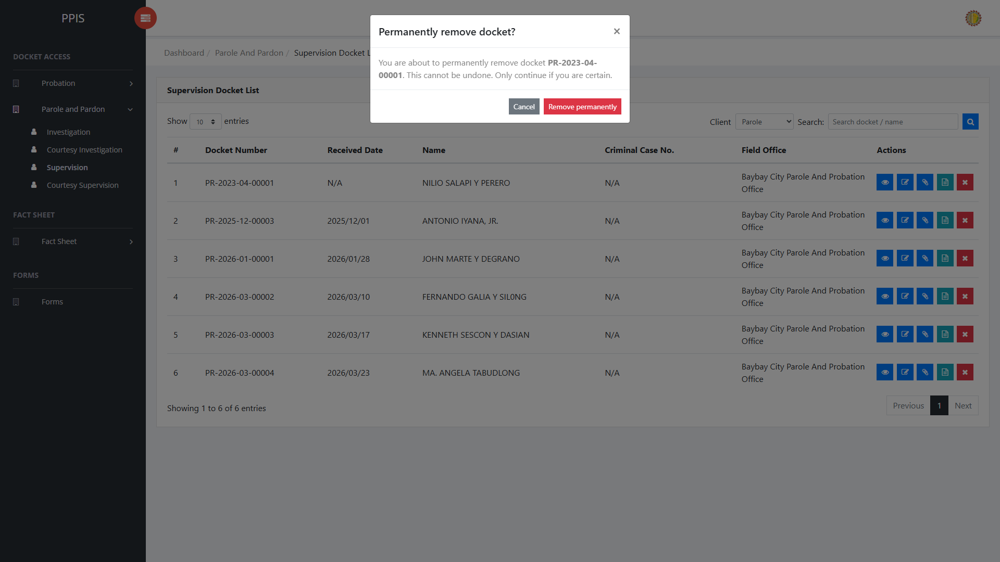 PPIS
DOCKET ACCESS
Probation
Parole and Pardon
Investigation
Courtesy Investigation
Supervision
Courtesy Supervision
FACT SHEET
Fact Sheet
FORMS
Forms
Permanently remove docket? ×
You are about to permanently remove docket PR-2023-04-
00001. This cannot be undone. Only continue if you are certain.
Cancel Remove permanently
Dashboard / Parole And Pardon / Supervision Docket L
Supervision Docket List
Show 10 entries Client Parole Search: Search docket / name
# Docket Number Received Date Name Criminal Case No. Field Office Actions
1 PR-2023-04-00001 N/A NILIO SALAPI Y PERERO N/A Baybay City Parole And Probation
Office
2 PR-2025-12-00003 2025/12/01 ANTONIO IYANA, JR. N/A Baybay City Parole And Probation
Office
3 PR-2026-01-00001 2026/01/28 JOHN MARTE Y DEGRANO N/A Baybay City Parole And Probation
Office
4 PR-2026-03-00002 2026/03/10 FERNANDO GALIA Y SIL0NG N/A Baybay City Parole And Probation
Office
5 PR-2026-03-00003 2026/03/17 KENNETH SESCON Y DASIAN N/A Baybay City Parole And Probation
Office
6 PR-2026-03-00004 2026/03/23 MA. ANGELA TABUDLONG N/A Baybay City Parole And Probation
Office
Showing 1 to 6 of 6 entries Previous 1 Next